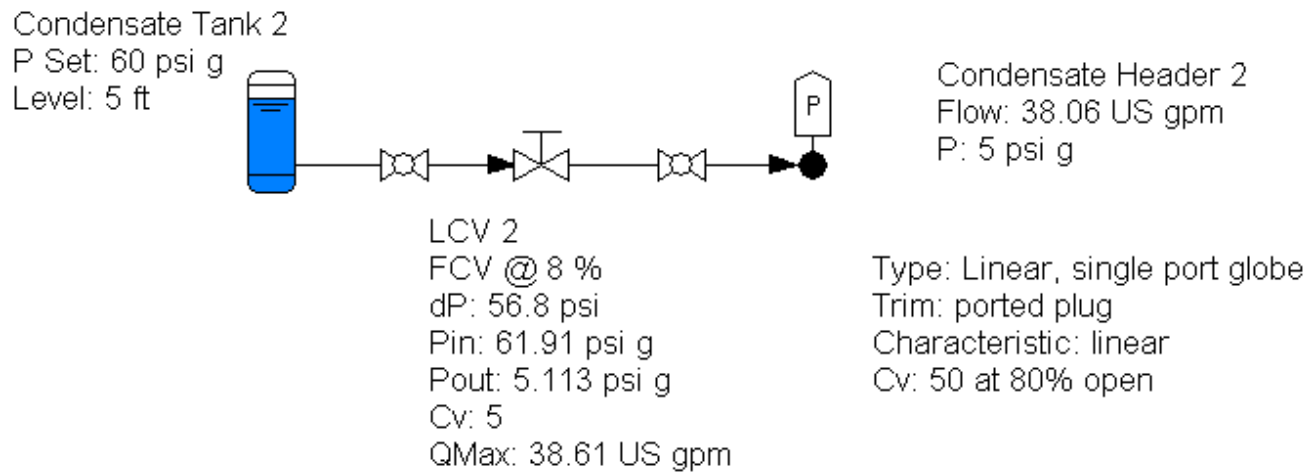 Condensate Tank 2
P Set: 60 psi g
Level: 5 ft
P
Condensate Header 2
Flow: 38.06 US gpm
P: 5 psi g
LCV 2
FCV @ 8 %
dP: 56.8 psi
Pin: 61.91 psi g
Pout: 5.113 psi g
Cv: 5
QMax: 38.61 US gpm
Type: Linear, single port globe
Trim: ported plug
Characteristic: linear
Cv: 50 at 80% open